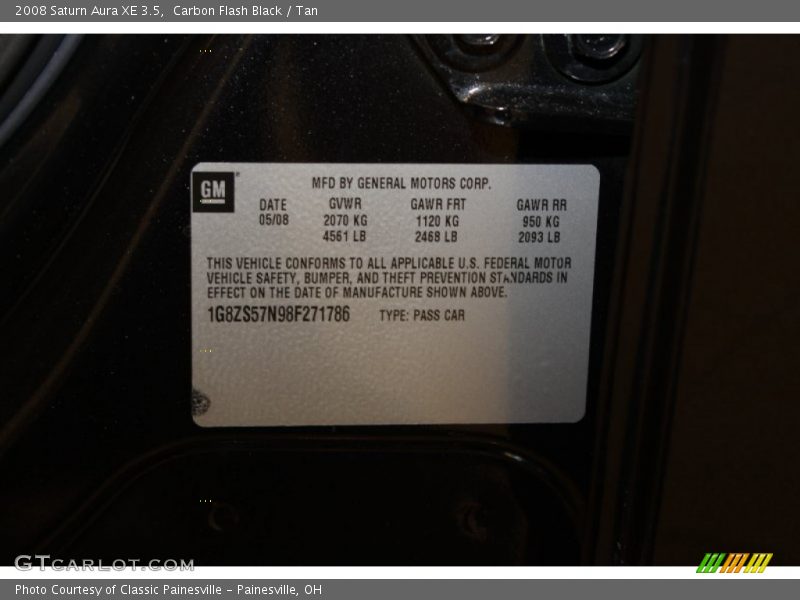 2008 Saturn Aura XE 3.5,  Carbon Flash Black / Tan
GM
MFD BY GENERAL MOTORS CORP.
DATE GVWR GAWR FRT GAWR RR
05/08 2070 KG 1120 KG 950 KG
4561 LB 2468 LB 2093 LB
THIS VEHICLE CONFORMS TO ALL APPLICABLE U.S. FEDERAL MOTOR
VEHICLE SAFETY, BUMPER, AND THEFT PREVENTION STANDARDS IN
EFFECT ON THE DATE OF MANUFACTURE SHOWN ABOVE.
1G8ZS57N98F271786 TYPE: PASS CAR
GTCARLOT.COM
Photo Courtesy of Classic Painesville – Painesville, OH